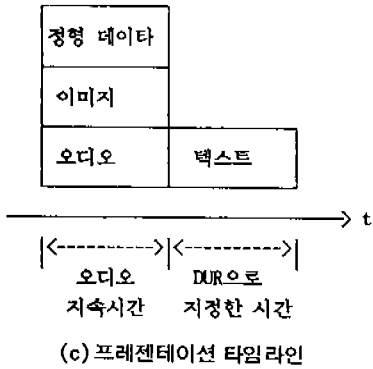 정형 데이타
이미지
오디오 텍스트
t
오디오 DUR으로
지속시간 지정한 시간
(c) 프레젠테이션 타임라인